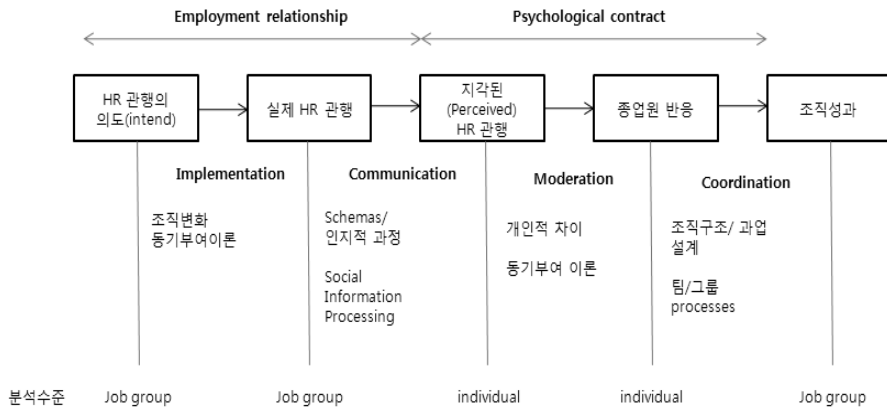 Employment relationship
Psychological contract
HR 관행의
의도(intend)
실제 HR 관행
지각된
(Perceived)
HR 관행
종업원 반응
조직성과
Implementation
Communication
Moderation
Coordination
조직변화
동기부여이론
Schemas/
인지적 과정
Social
Information
Processing
개인적 차이
동기부여 이론
조직구조/ 과업
설계
팀/그룹
processes
분석수준
Job group
Job group
individual
individual
Job group